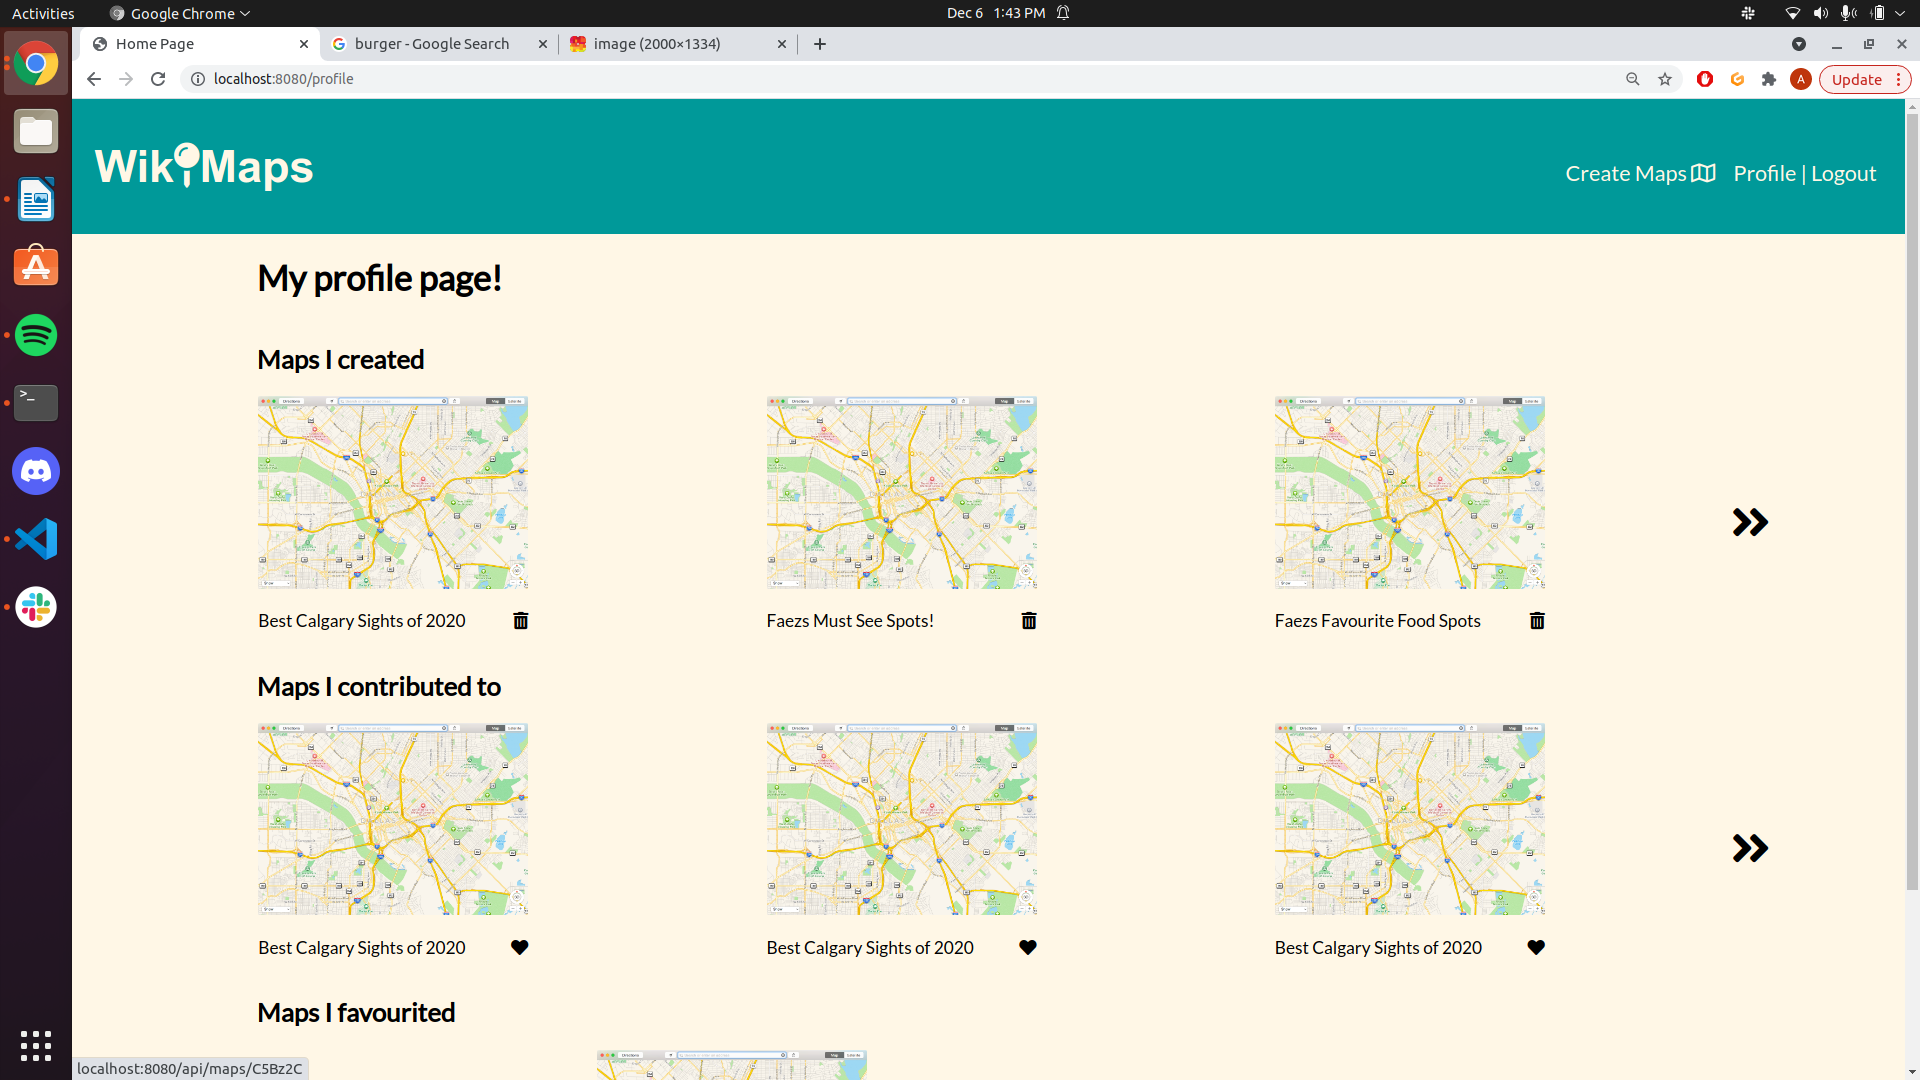 Activities
Google Chrome
Dec 6 1:43 PM
Home Page
burger - Google Search
image (2000×1334)
localhost:8080/profile
A
Update
WikiMaps
Create Maps
Profile | Logout
My profile page!
Maps I created
Best Calgary Sights of 2020
Faezs Must See Spots!
Faezs Favourite Food Spots
Maps I contributed to
Best Calgary Sights of 2020
Best Calgary Sights of 2020
Best Calgary Sights of 2020
Maps I favourited
localhost:8080/api/maps/C5Bz2C